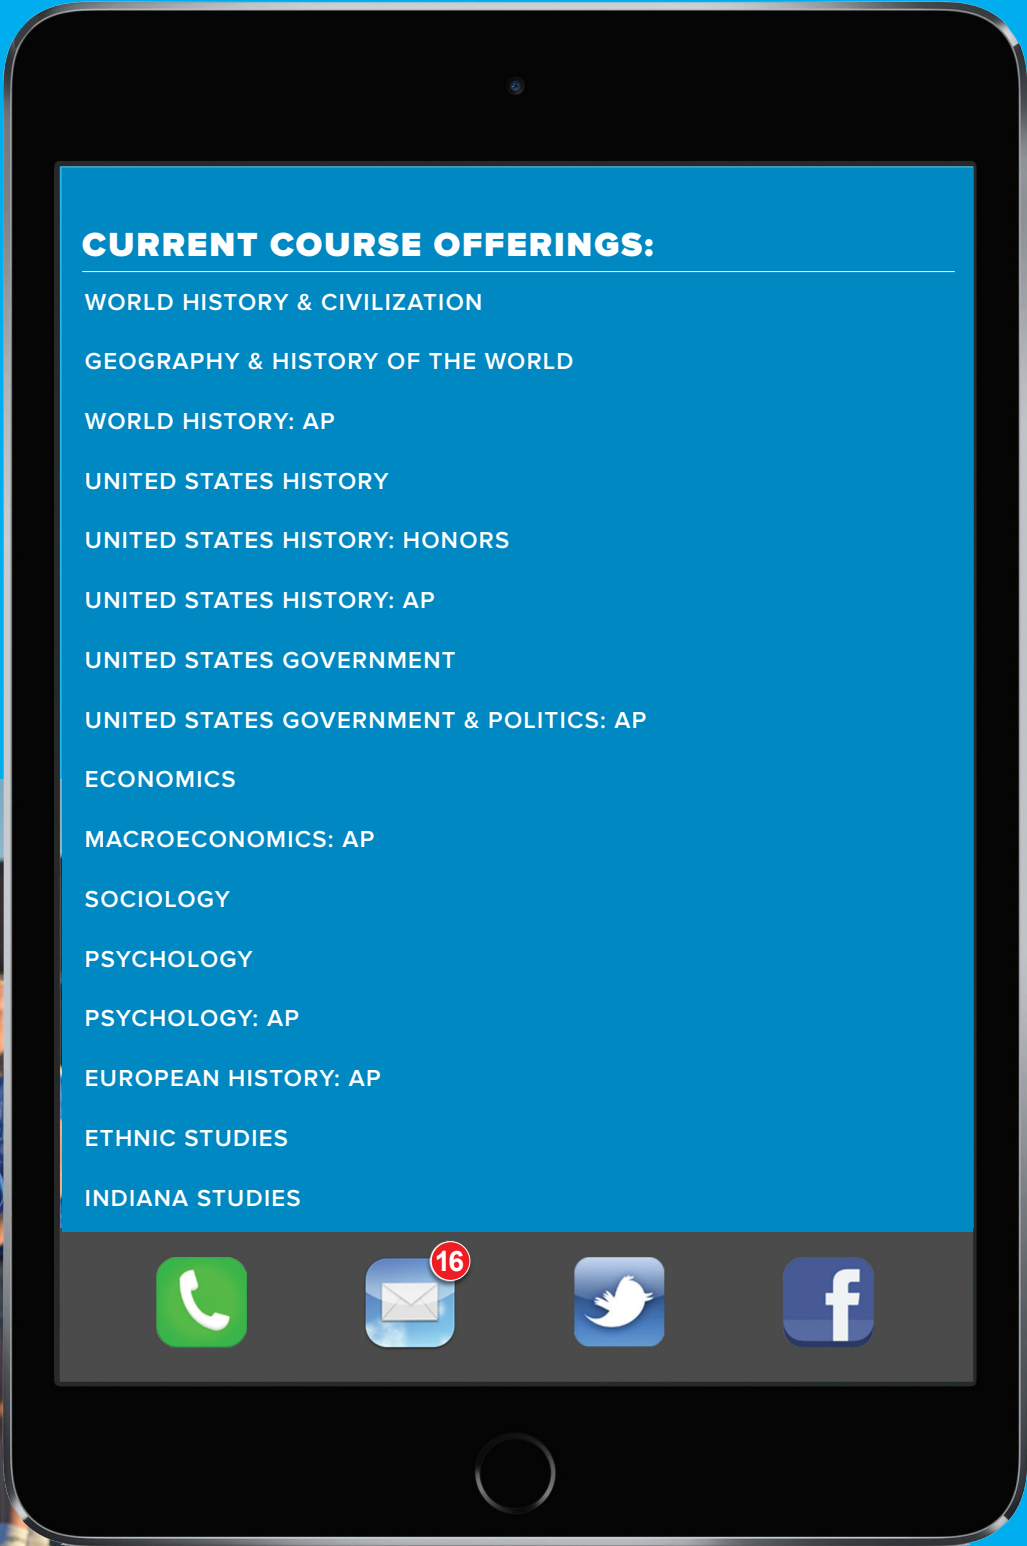 CURRENT COURSE OFFERINGS:
WORLD HISTORY & CIVILIZATION
GEOGRAPHY & HISTORY OF THE WORLD
WORLD HISTORY: AP
UNITED STATES HISTORY
UNITED STATES HISTORY: HONORS
UNITED STATES HISTORY: AP
UNITED STATES GOVERNMENT
UNITED STATES GOVERNMENT & POLITICS: AP
ECONOMICS
MACROECONOMICS: AP
SOCIOLOGY
PSYCHOLOGY
PSYCHOLOGY: AP
EUROPEAN HISTORY: AP
ETHNIC STUDIES
INDIANA STUDIES
16
f